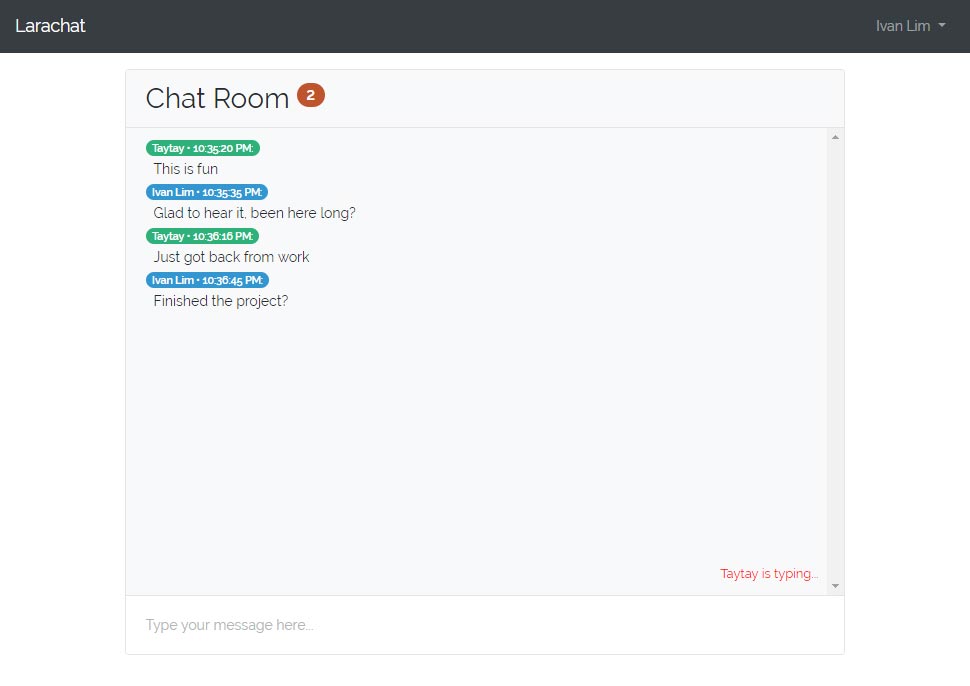 Larachat
Ivan Lim
Chat Room 2
Taytay • 10:35:20 PM:
This is fun
Ivan Lim • 10:35:35 PM:
Glad to hear it, been here long?
Taytay • 10:36:16 PM:
Just got back from work
Ivan Lim • 10:36:45 PM:
Finished the project?
Taytay is typing...
Type your message here...